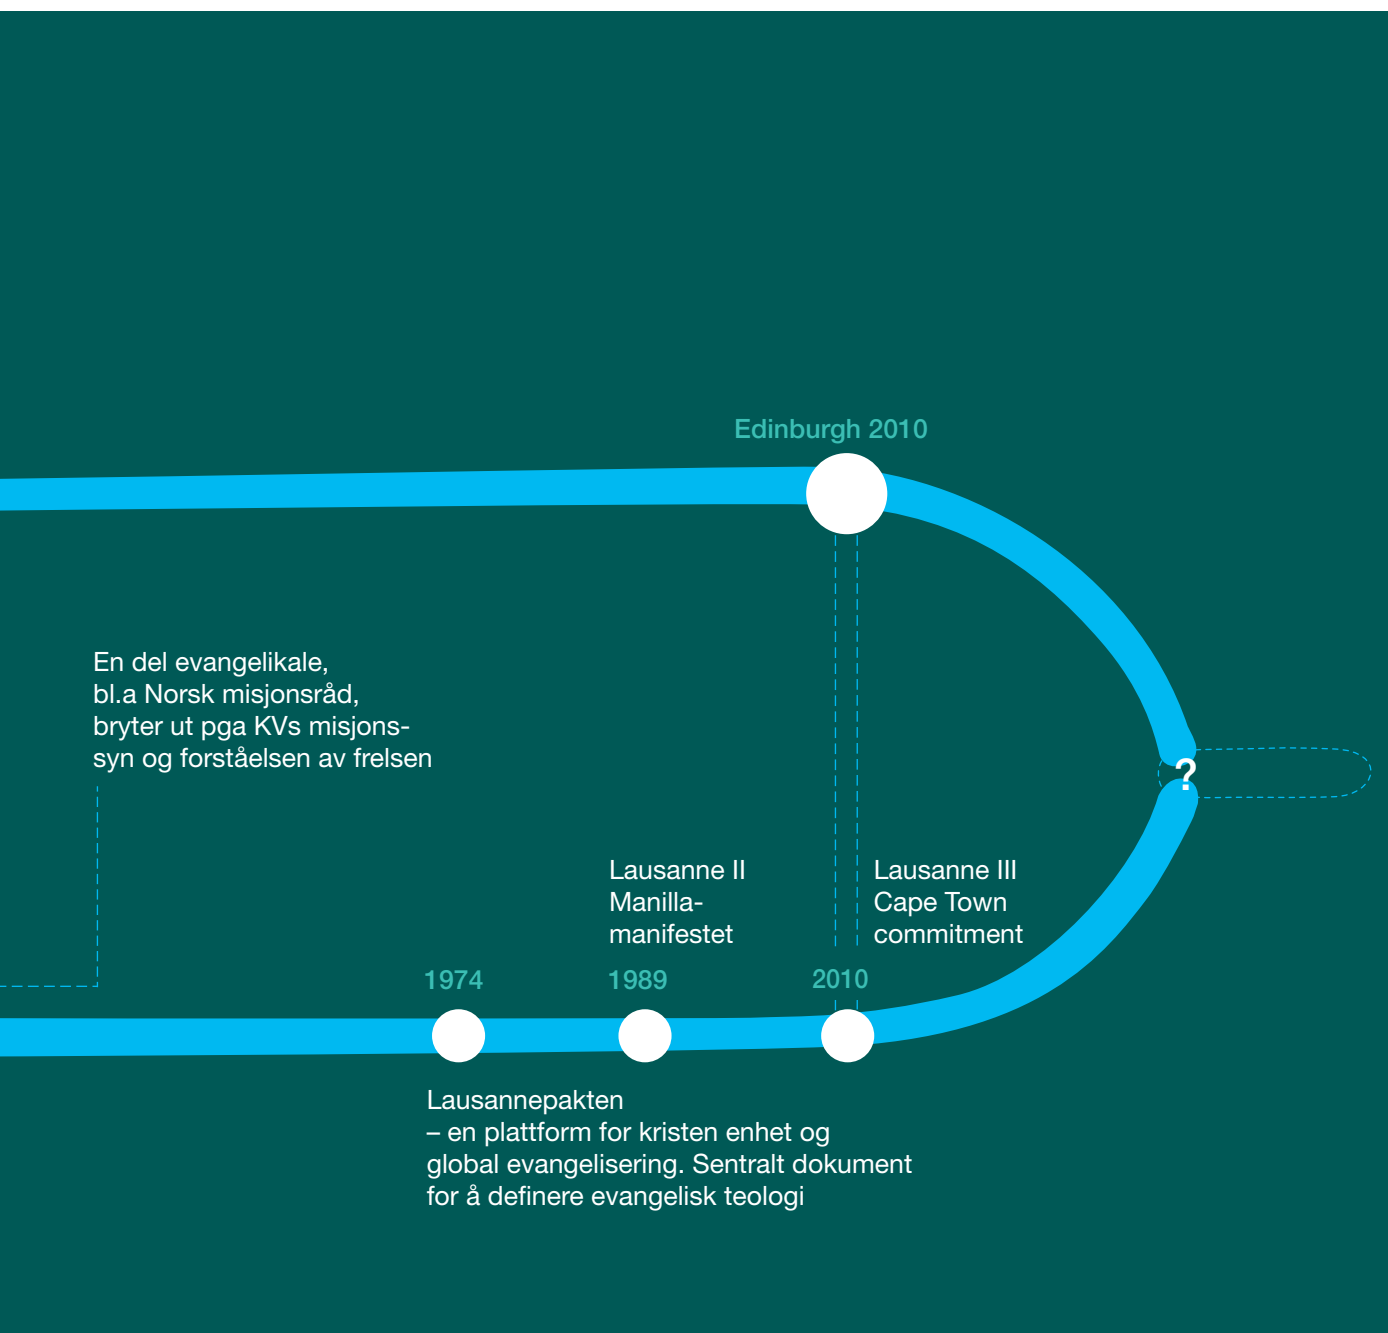 Edinburgh 2010
En del evangelikale,
bl.a Norsk misjonsråd,
bryter ut pga KVs misjons-
syn og forståelsen av frelsen
?
Lausanne II
Manilla-
manifestet
Lausanne III
Cape Town
commitment
1974
1989
2010
Lausannepakten
– en plattform for kristen enhet og
global evangelisering. Sentralt dokument
for å definere evangelisk teologi